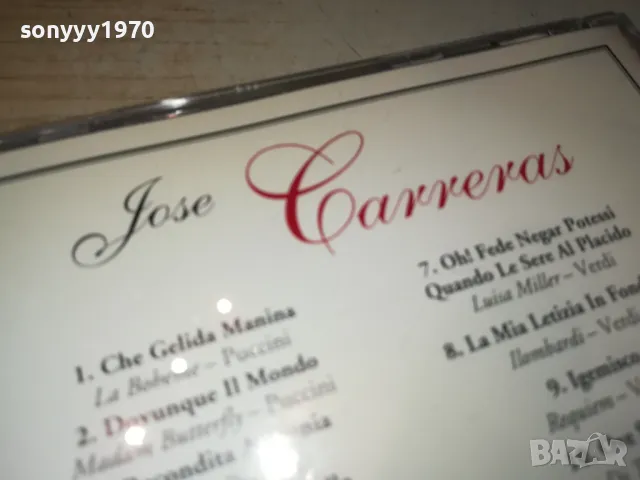 sonyyy1970
Jose Carreras
1. Che Gelida Manina
La Boheme – Puccini
2. Dovunque Il Mondo
Madam Butterfly – Puccini
7. Oh! Fede Negar Potessi
Quando Le Sere Al Placido
Luisa Miller – Verdi
8. La Mia Letizia In
Ilombardi – Verdi
9.
Requiem –
bazar